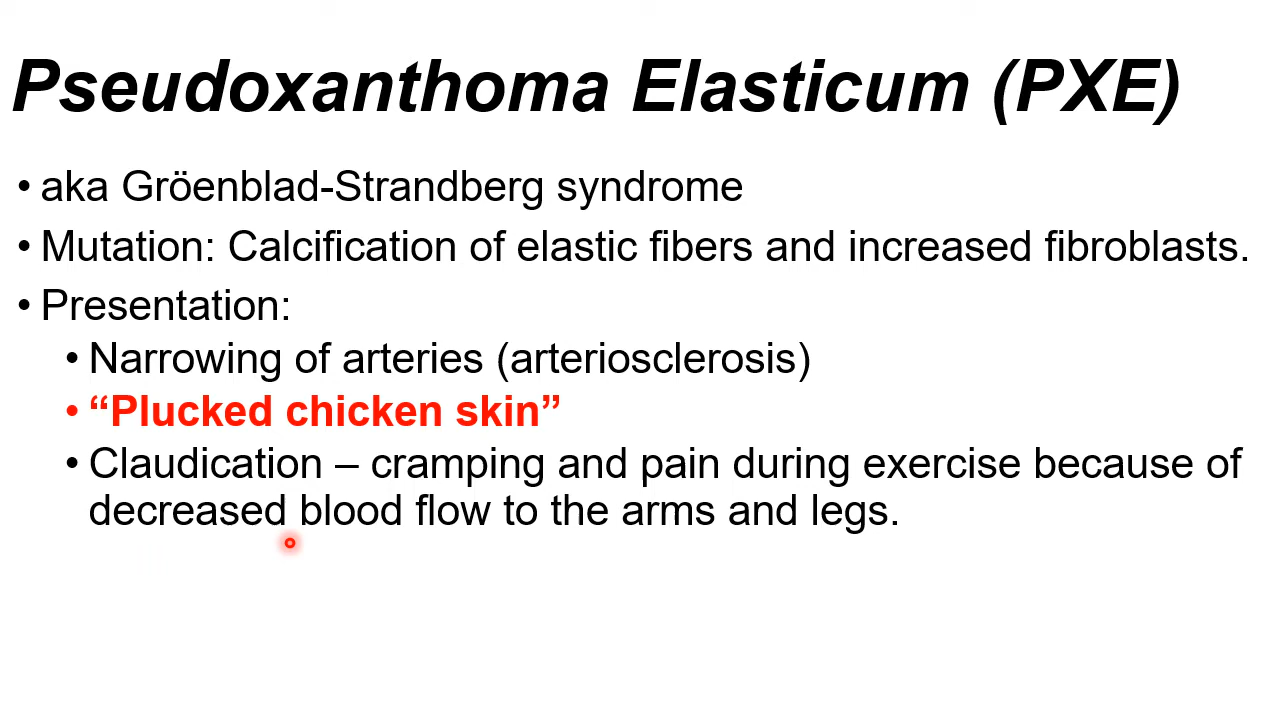 Pseudoxanthoma Elasticum (PXE)
• aka Gröenblad-Strandberg syndrome
• Mutation: Calcification of elastic fibers and increased fibroblasts.
• Presentation:
• Narrowing of arteries (arteriosclerosis)
• “Plucked chicken skin”
• Claudication – cramping and pain during exercise because of
decreased blood flow to the arms and legs.